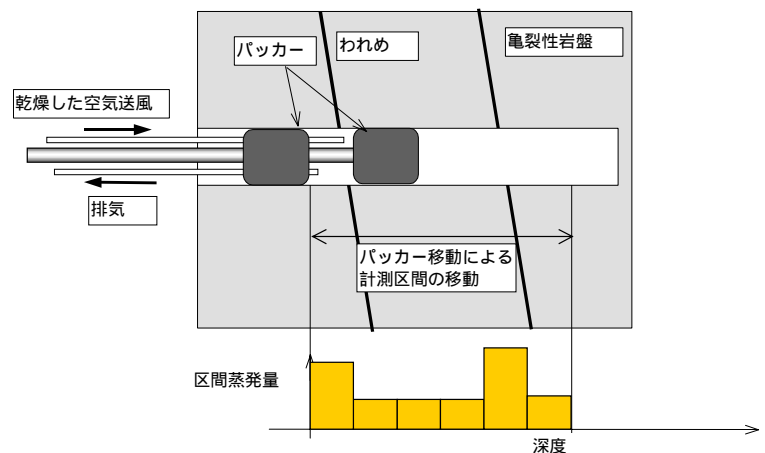 パッカー
われめ
亀裂性岩盤
乾燥した空気送風
排気
パッカー移動による
計測区間の移動
区間蒸発量
深度